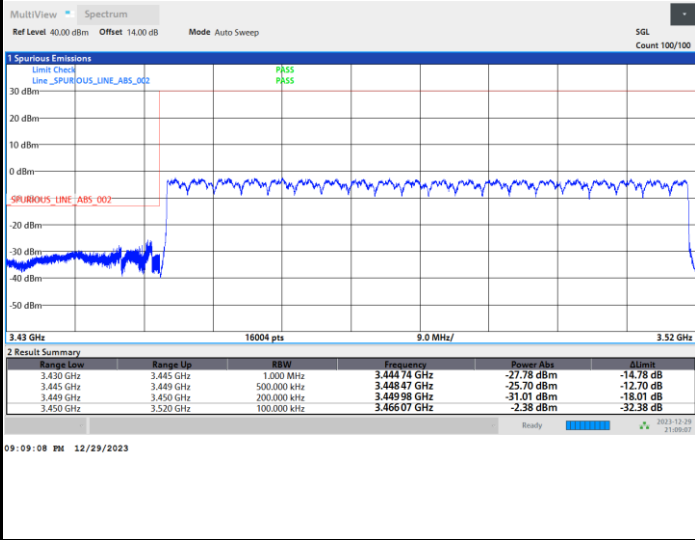 MultiView Spectrum
Ref Level 40.00 dBm Offset 14.00 dB Mode Auto Sweep SGL
Count 100/100
1 Spurious Emissions
Limit Check PASS
Line _SPURIOUS_LINE_ABS_002 PASS
30 dBm
20 dBm
10 dBm
0 dBm
_SPURIOUS_LINE_ABS_002
-20 dBm
-30 dBm
-40 dBm
-50 dBm
3.43 GHz 16004 pts 9.0 MHz/ 3.52 GHz
2 Result Summary
Range Low Range Up RBW Frequency Power Abs ΔLimit
3.430 GHz 3.445 GHz 1.000 MHz 3.444 74 GHz -27.78 dBm -14.78 dB
3.445 GHz 3.449 GHz 500.000 kHz 3.448 47 GHz -25.70 dBm -12.70 dB
3.449 GHz 3.450 GHz 200.000 kHz 3.449 98 GHz -31.01 dBm -18.01 dB
3.450 GHz 3.520 GHz 100.000 kHz 3.466 07 GHz -2.38 dBm -32.38 dB
Ready 2023-12-29
21:09:07
09:09:08 PM 12/29/2023